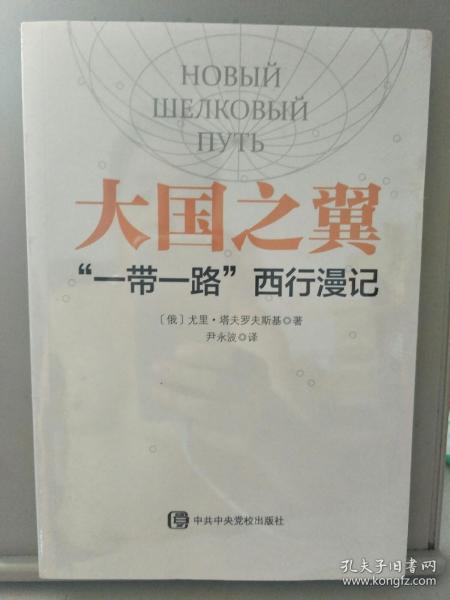 НОВЫЙ
ШЕЛКОВЫЙ
ПУТЬ
大国之翼
“一带一路”西行漫记
〔俄〕尤里·塔夫罗夫斯基◎著
尹永波◎译
中共中央党校出版社
孔夫子旧书网
www.kongfz.com